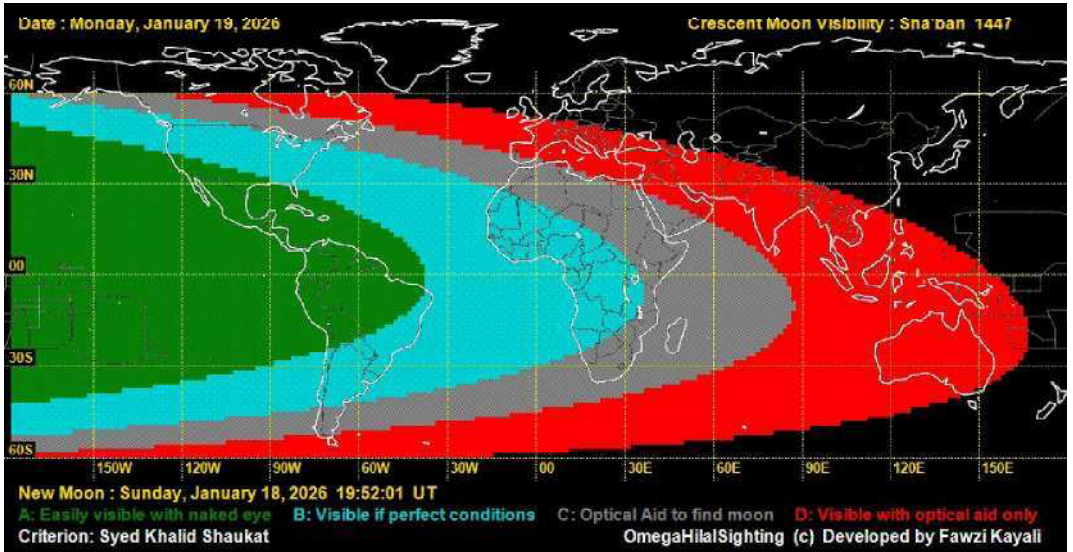 Date : Monday, January 19, 2026
Crescent Moon Visibility : Sha'ban 1447
60N
30N
00
30S
60S
150W 120W 90W 60W 30W 00 30E 60E 90E 120E 150E
New Moon : Sunday, January 18, 2026 19:52:01 UT
A: Easily visible with naked eye B: Visible if perfect conditions C: Optical Aid to find moon D: Visible with optical aid only
Criterion: Syed Khalid Shaukat OmegaHilalSighting (c) Developed by Fawzi Kayali